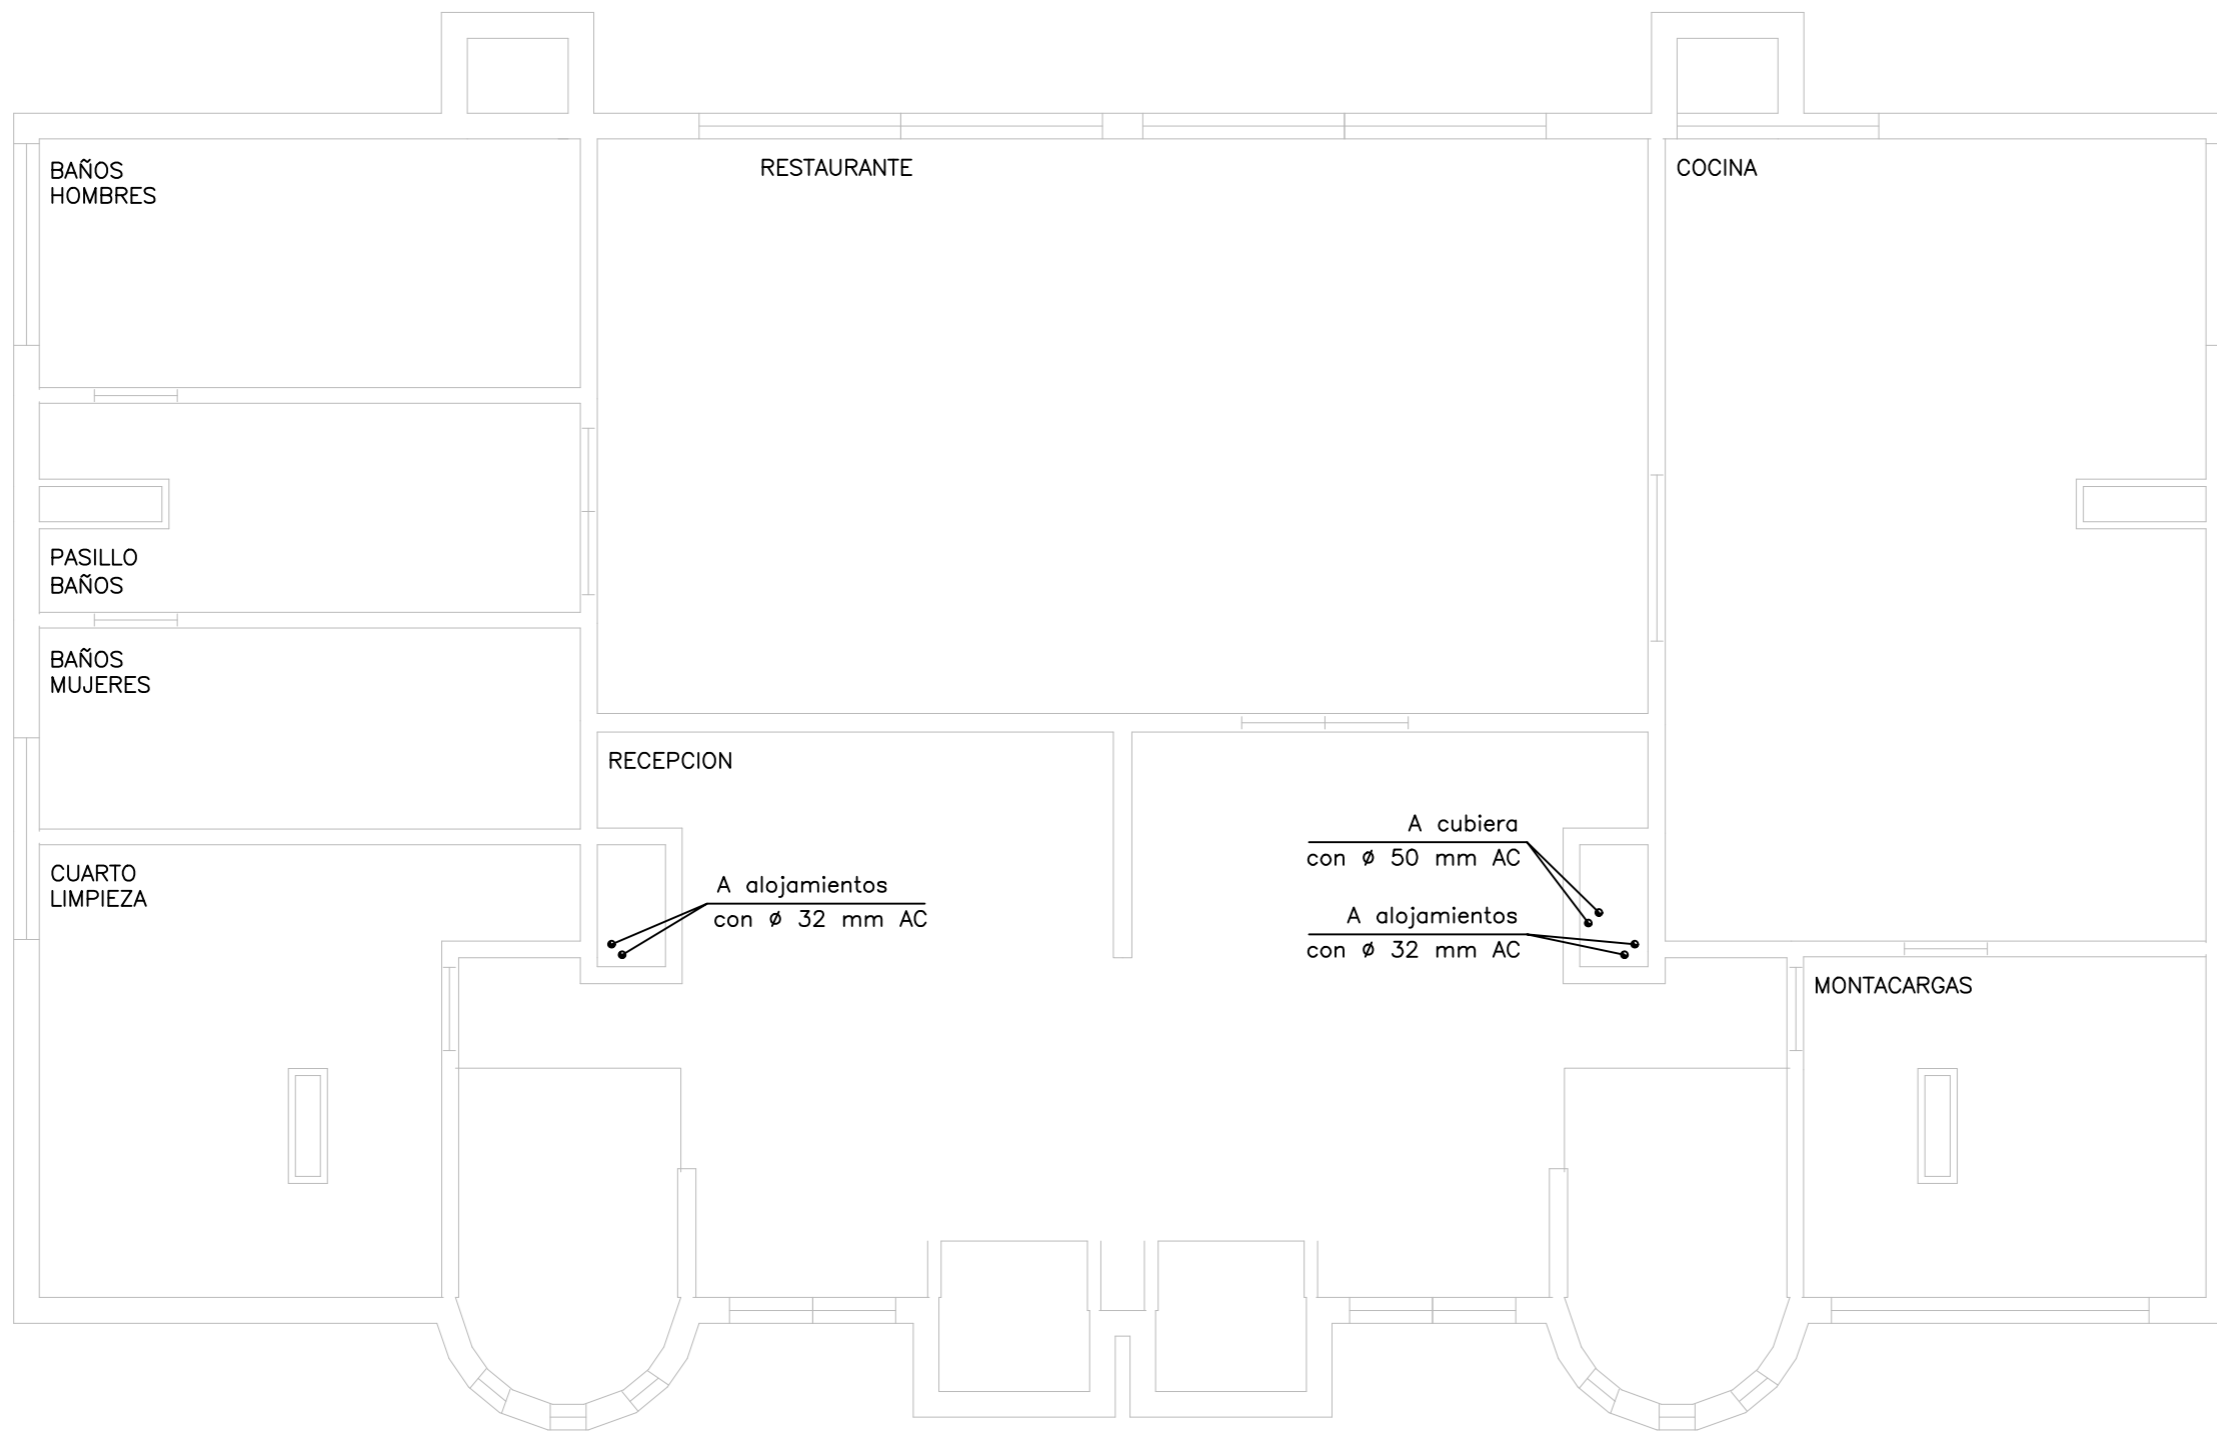 BAÑOS
HOMBRES
RESTAURANTE
COCINA
PASILLO
BAÑOS
BAÑOS
MUJERES
RECEPCION
CUARTO
LIMPIEZA
A alojamientos
con ø 32 mm AC
A cubiera
con ø 50 mm AC
A alojamientos
con ø 32 mm AC
MONTACARGAS